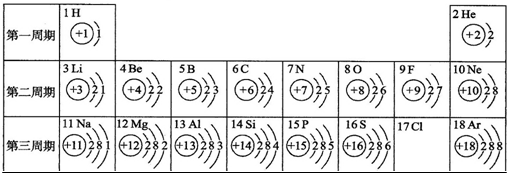 第一周期 1 H +1 1 2 He +2 2
第二周期 3 Li +3 2 1 4 Be +4 2 2 5 B +5 2 3 6 C +6 2 4 7 N +7 2 5 8 O +8 2 6 9 F +9 2 7 10 Ne +10 2 8
第三周期 11 Na +11 2 8 1 12 Mg +12 2 8 2 13 Al +13 2 8 3 14 Si +14 2 8 4 15 P +15 2 8 5 16 S +16 2 8 6 17 Cl 18 Ar +18 2 8 8